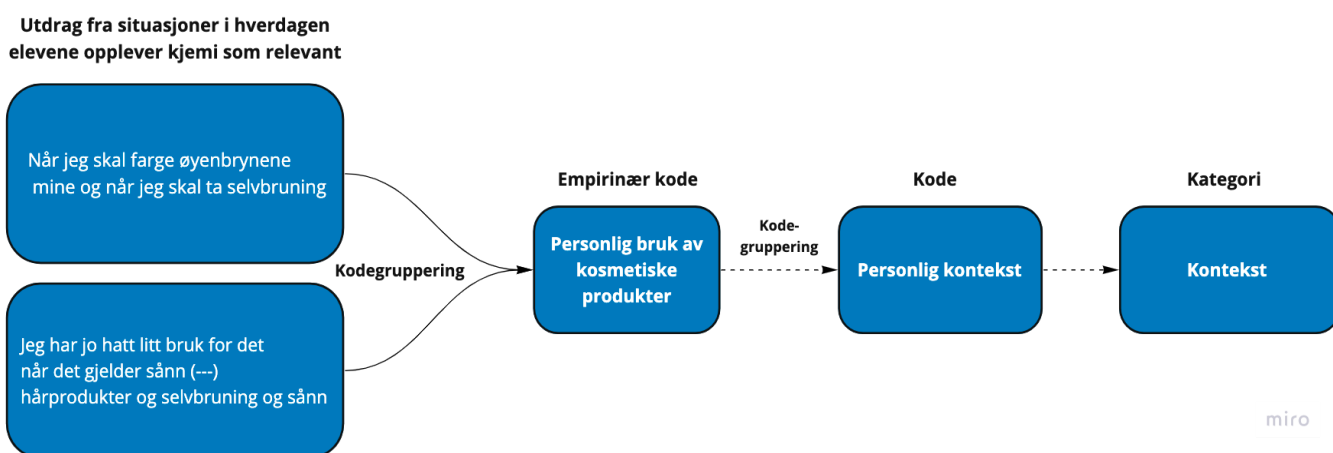 Utdrag fra situasjoner i hverdagen
elevene opplever kjemi som relevant
Når jeg skal farge øyenbrynene
mine og når jeg skal ta selvbruning
Jeg har jo hatt litt bruk for det
når det gjelder sånn (---)
hårprodukter og selvbruning og sånn
Kodegruppering
Empirinær kode
Personlig bruk av
kosmetiske
produkter
Kode-
gruppering
Kode
Personlig kontekst
Kategori
Kontekst
miro